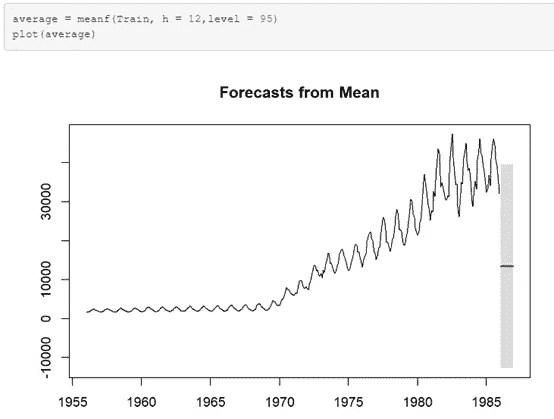 average = meanf(Train, h = 12,level = 95)
plot(average)
Forecasts from Mean
30000
10000
0
-10000
1955 1960 1965 1970 1975 1980 1985